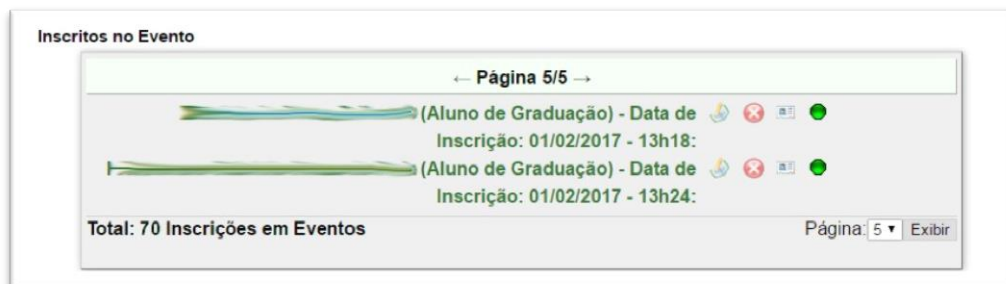 Inscritos no Evento
← Página 5/5 →
(Aluno de Graduação) - Data de
Inscrição: 01/02/2017 - 13h18:
(Aluno de Graduação) - Data de
Inscrição: 01/02/2017 - 13h24:
Total: 70 Inscrições em Eventos Página: 5 Exibir